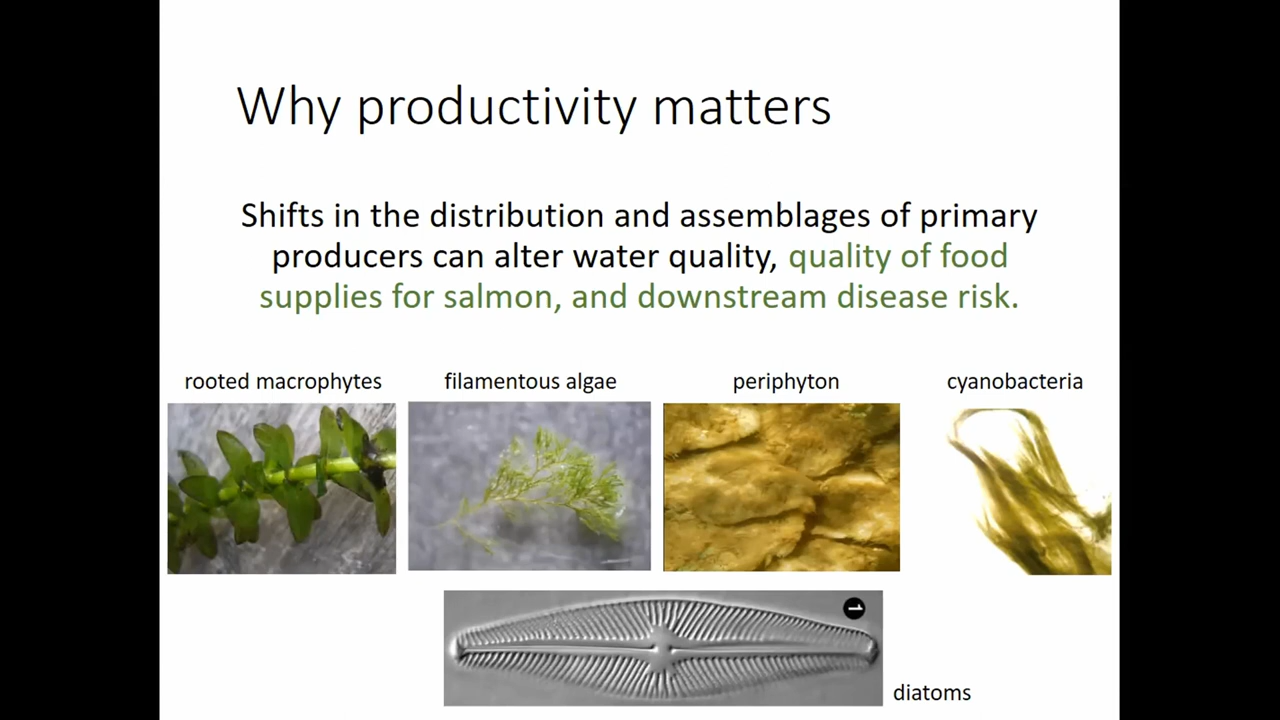 Why productivity matters
Shifts in the distribution and assemblages of primary
producers can alter water quality, quality of food
supplies for salmon, and downstream disease risk.
rooted macrophytes
filamentous algae
periphyton
cyanobacteria
1
diatoms